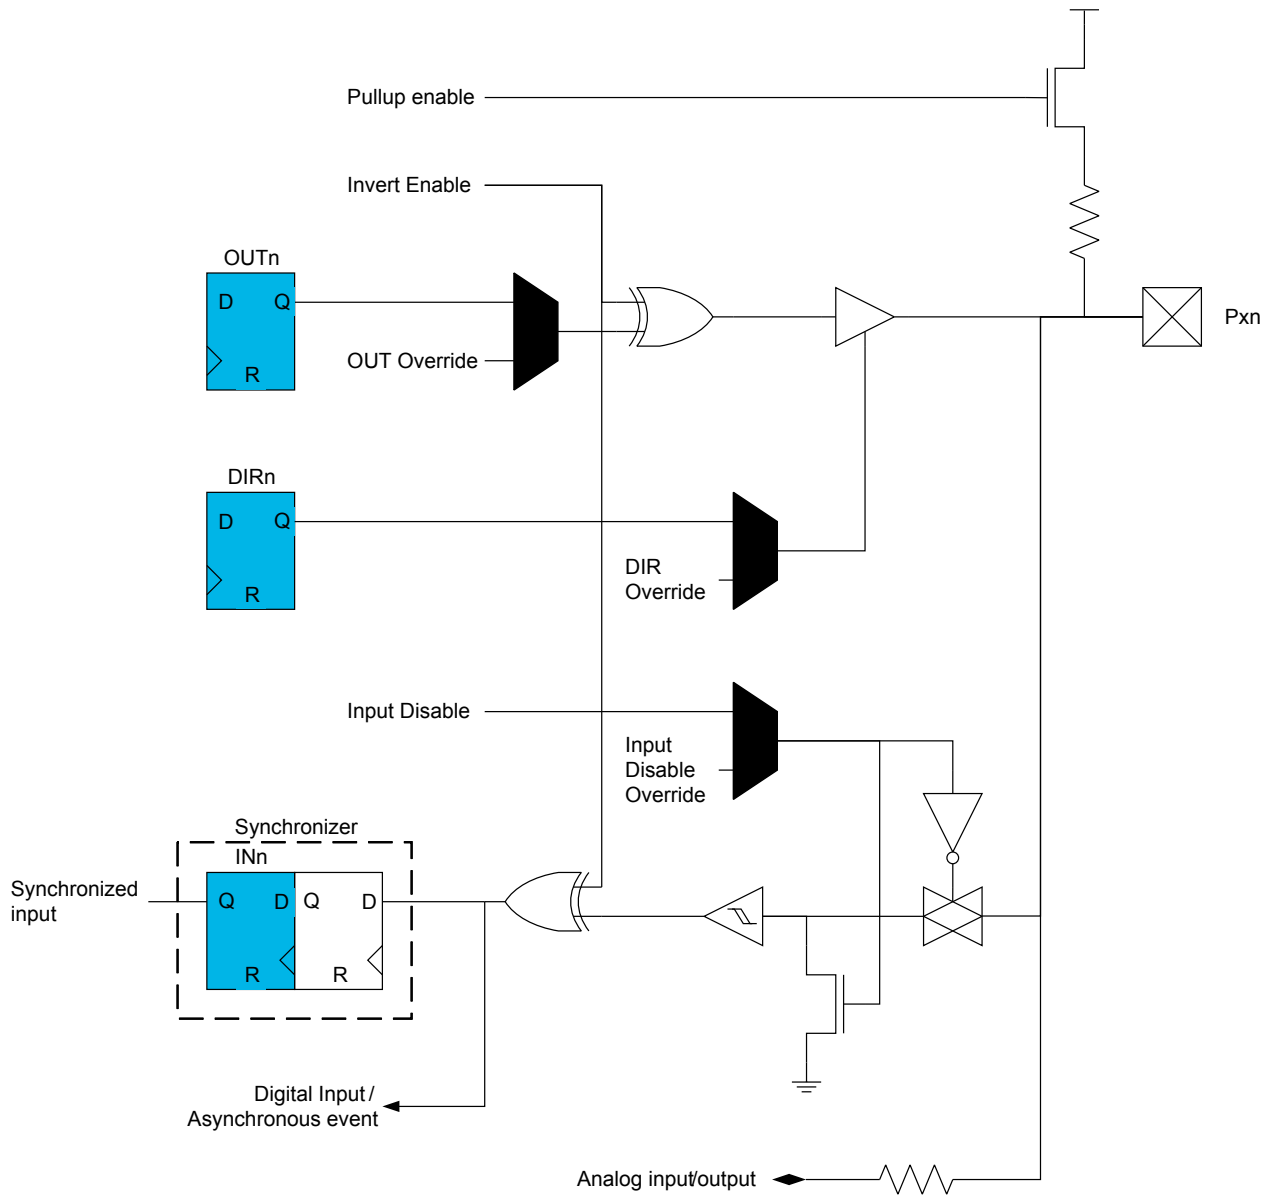 Pullup enable
Invert Enable
OUTn
D Q
R
OUT Override
Pxn
DIRn
D Q
R
DIR
Override
Input Disable
Input
Disable
Override
Synchronizer
INn
Synchronized
input
Q D Q D
R R
Digital Input /
Asynchronous event
Analog input/output